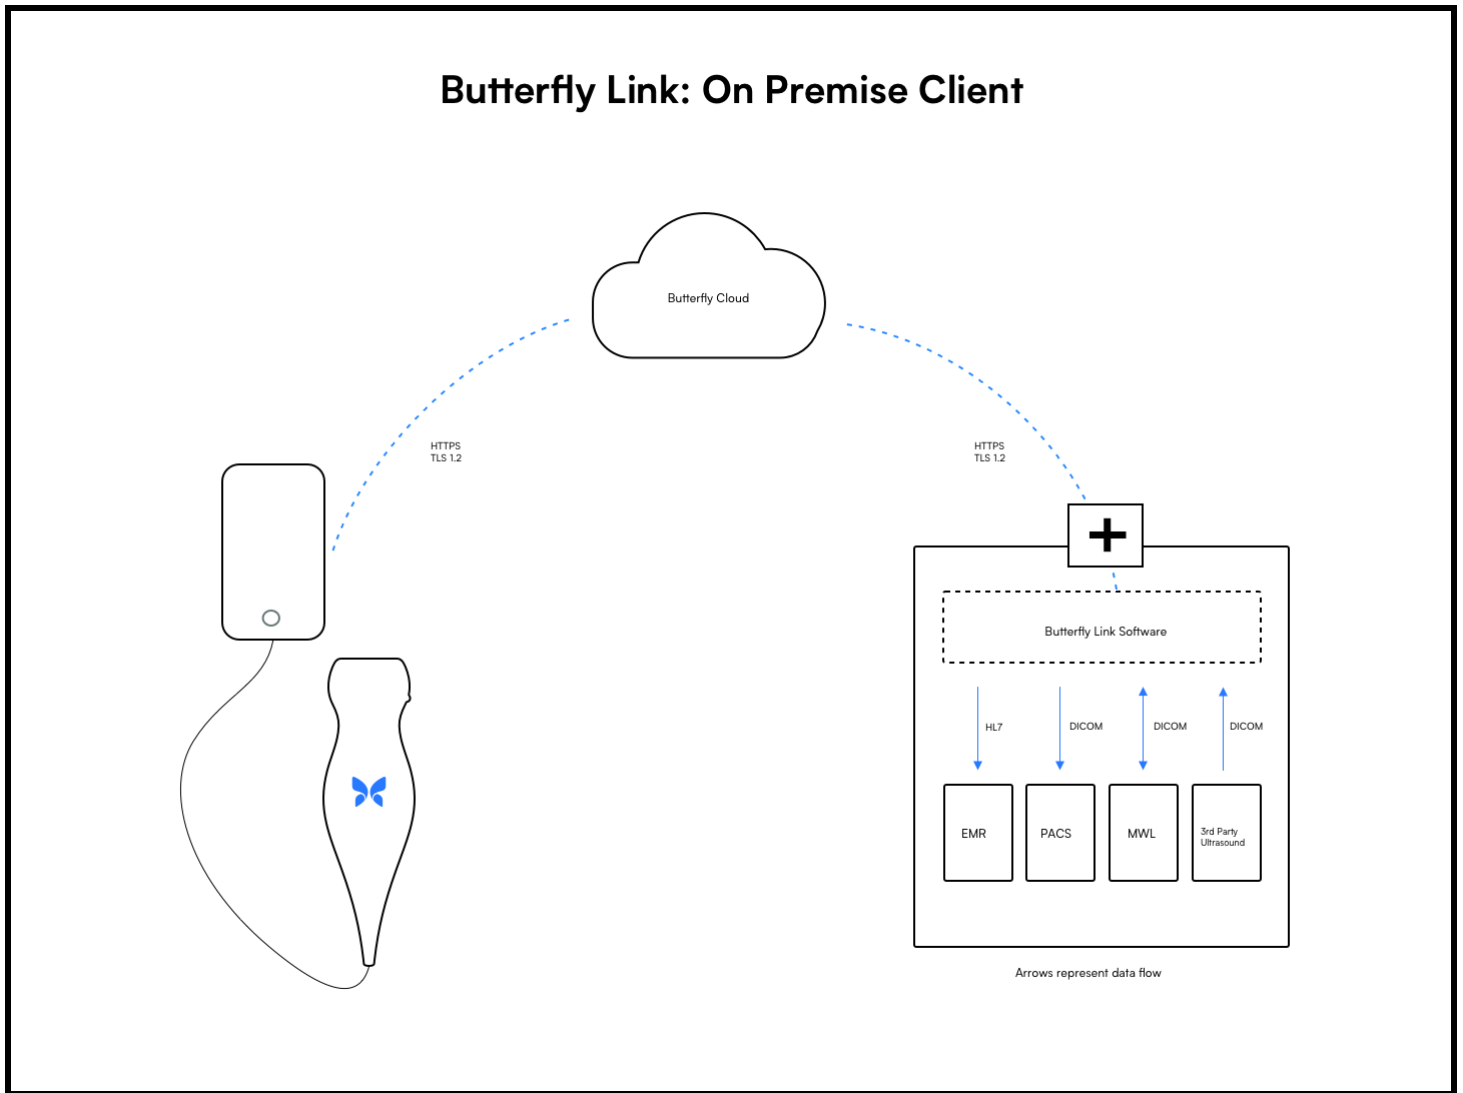 Butterfly Link: On Premise Client
Butterfly Cloud
HTTPS
TLS 1.2
HTTPS
TLS 1.2
Butterfly Link Software
HL7
DICOM
DICOM
DICOM
EMR
PACS
MWL
3rd Party
Ultrasound
Arrows represent data flow